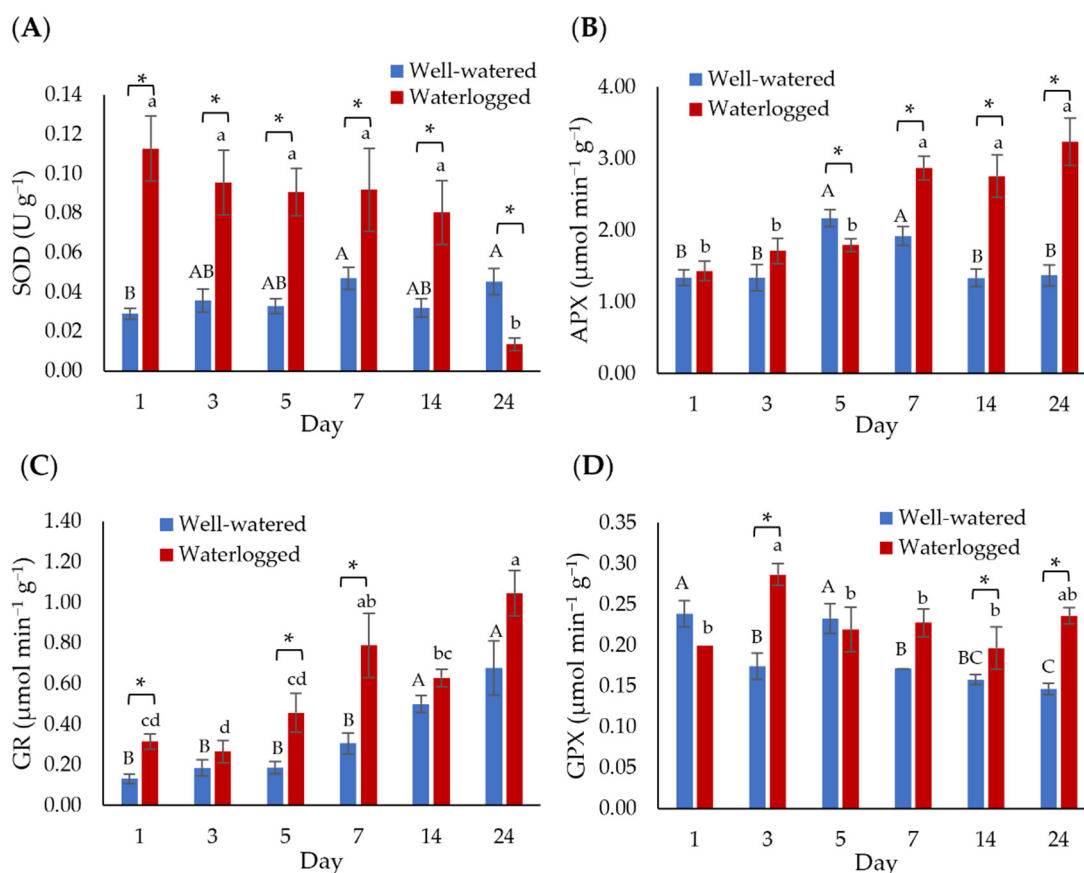 (A)
Well-watered
Waterlogged
SOD (U g⁻¹)
0.14
0.12
0.10
0.08
0.06
0.04
0.02
0.00
* * * * * *
a a a a a b
B AB AB A AB A
1 3 5 7 14 24
Day
(B)
Well-watered
Waterlogged
APX (µmol min⁻¹ g⁻¹)
4.00
3.00
2.00
1.00
0.00
* * * *
B b B b A b A a B a B a
1 3 5 7 14 24
Day
(C)
Well-watered
Waterlogged
GR (µmol min⁻¹ g⁻¹)
1.40
1.20
1.00
0.80
0.60
0.40
0.20
0.00
* * *
B cd B d B cd B ab A bc A a
1 3 5 7 14 24
Day
(D)
Well-watered
Waterlogged
GPX (µmol min⁻¹ g⁻¹)
0.35
0.30
0.25
0.20
0.15
0.10
0.05
0.00
* * *
A b B a A b B b BC b C ab
1 3 5 7 14 24
Day